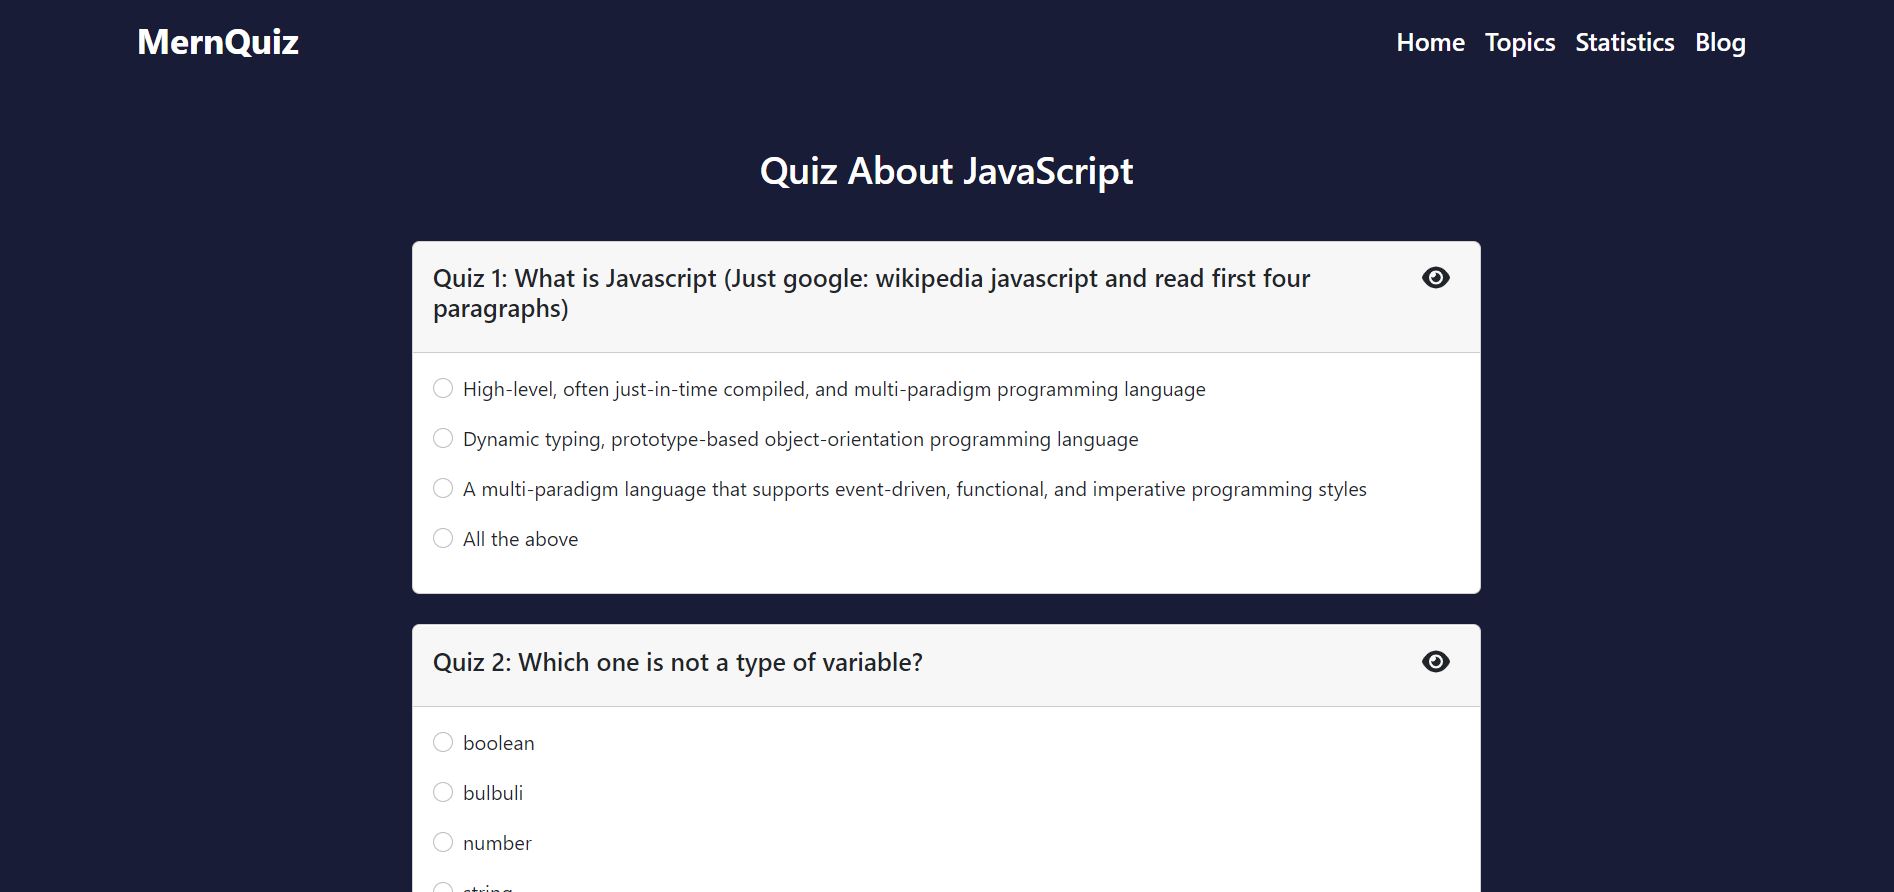 MernQuiz
Home Topics Statistics Blog
Quiz About JavaScript
Quiz 1: What is Javascript (Just google: wikipedia javascript and read first four
paragraphs)
High-level, often just-in-time compiled, and multi-paradigm programming language
Dynamic typing, prototype-based object-orientation programming language
A multi-paradigm language that supports event-driven, functional, and imperative programming styles
All the above
Quiz 2: Which one is not a type of variable?
boolean
bulbuli
number
string